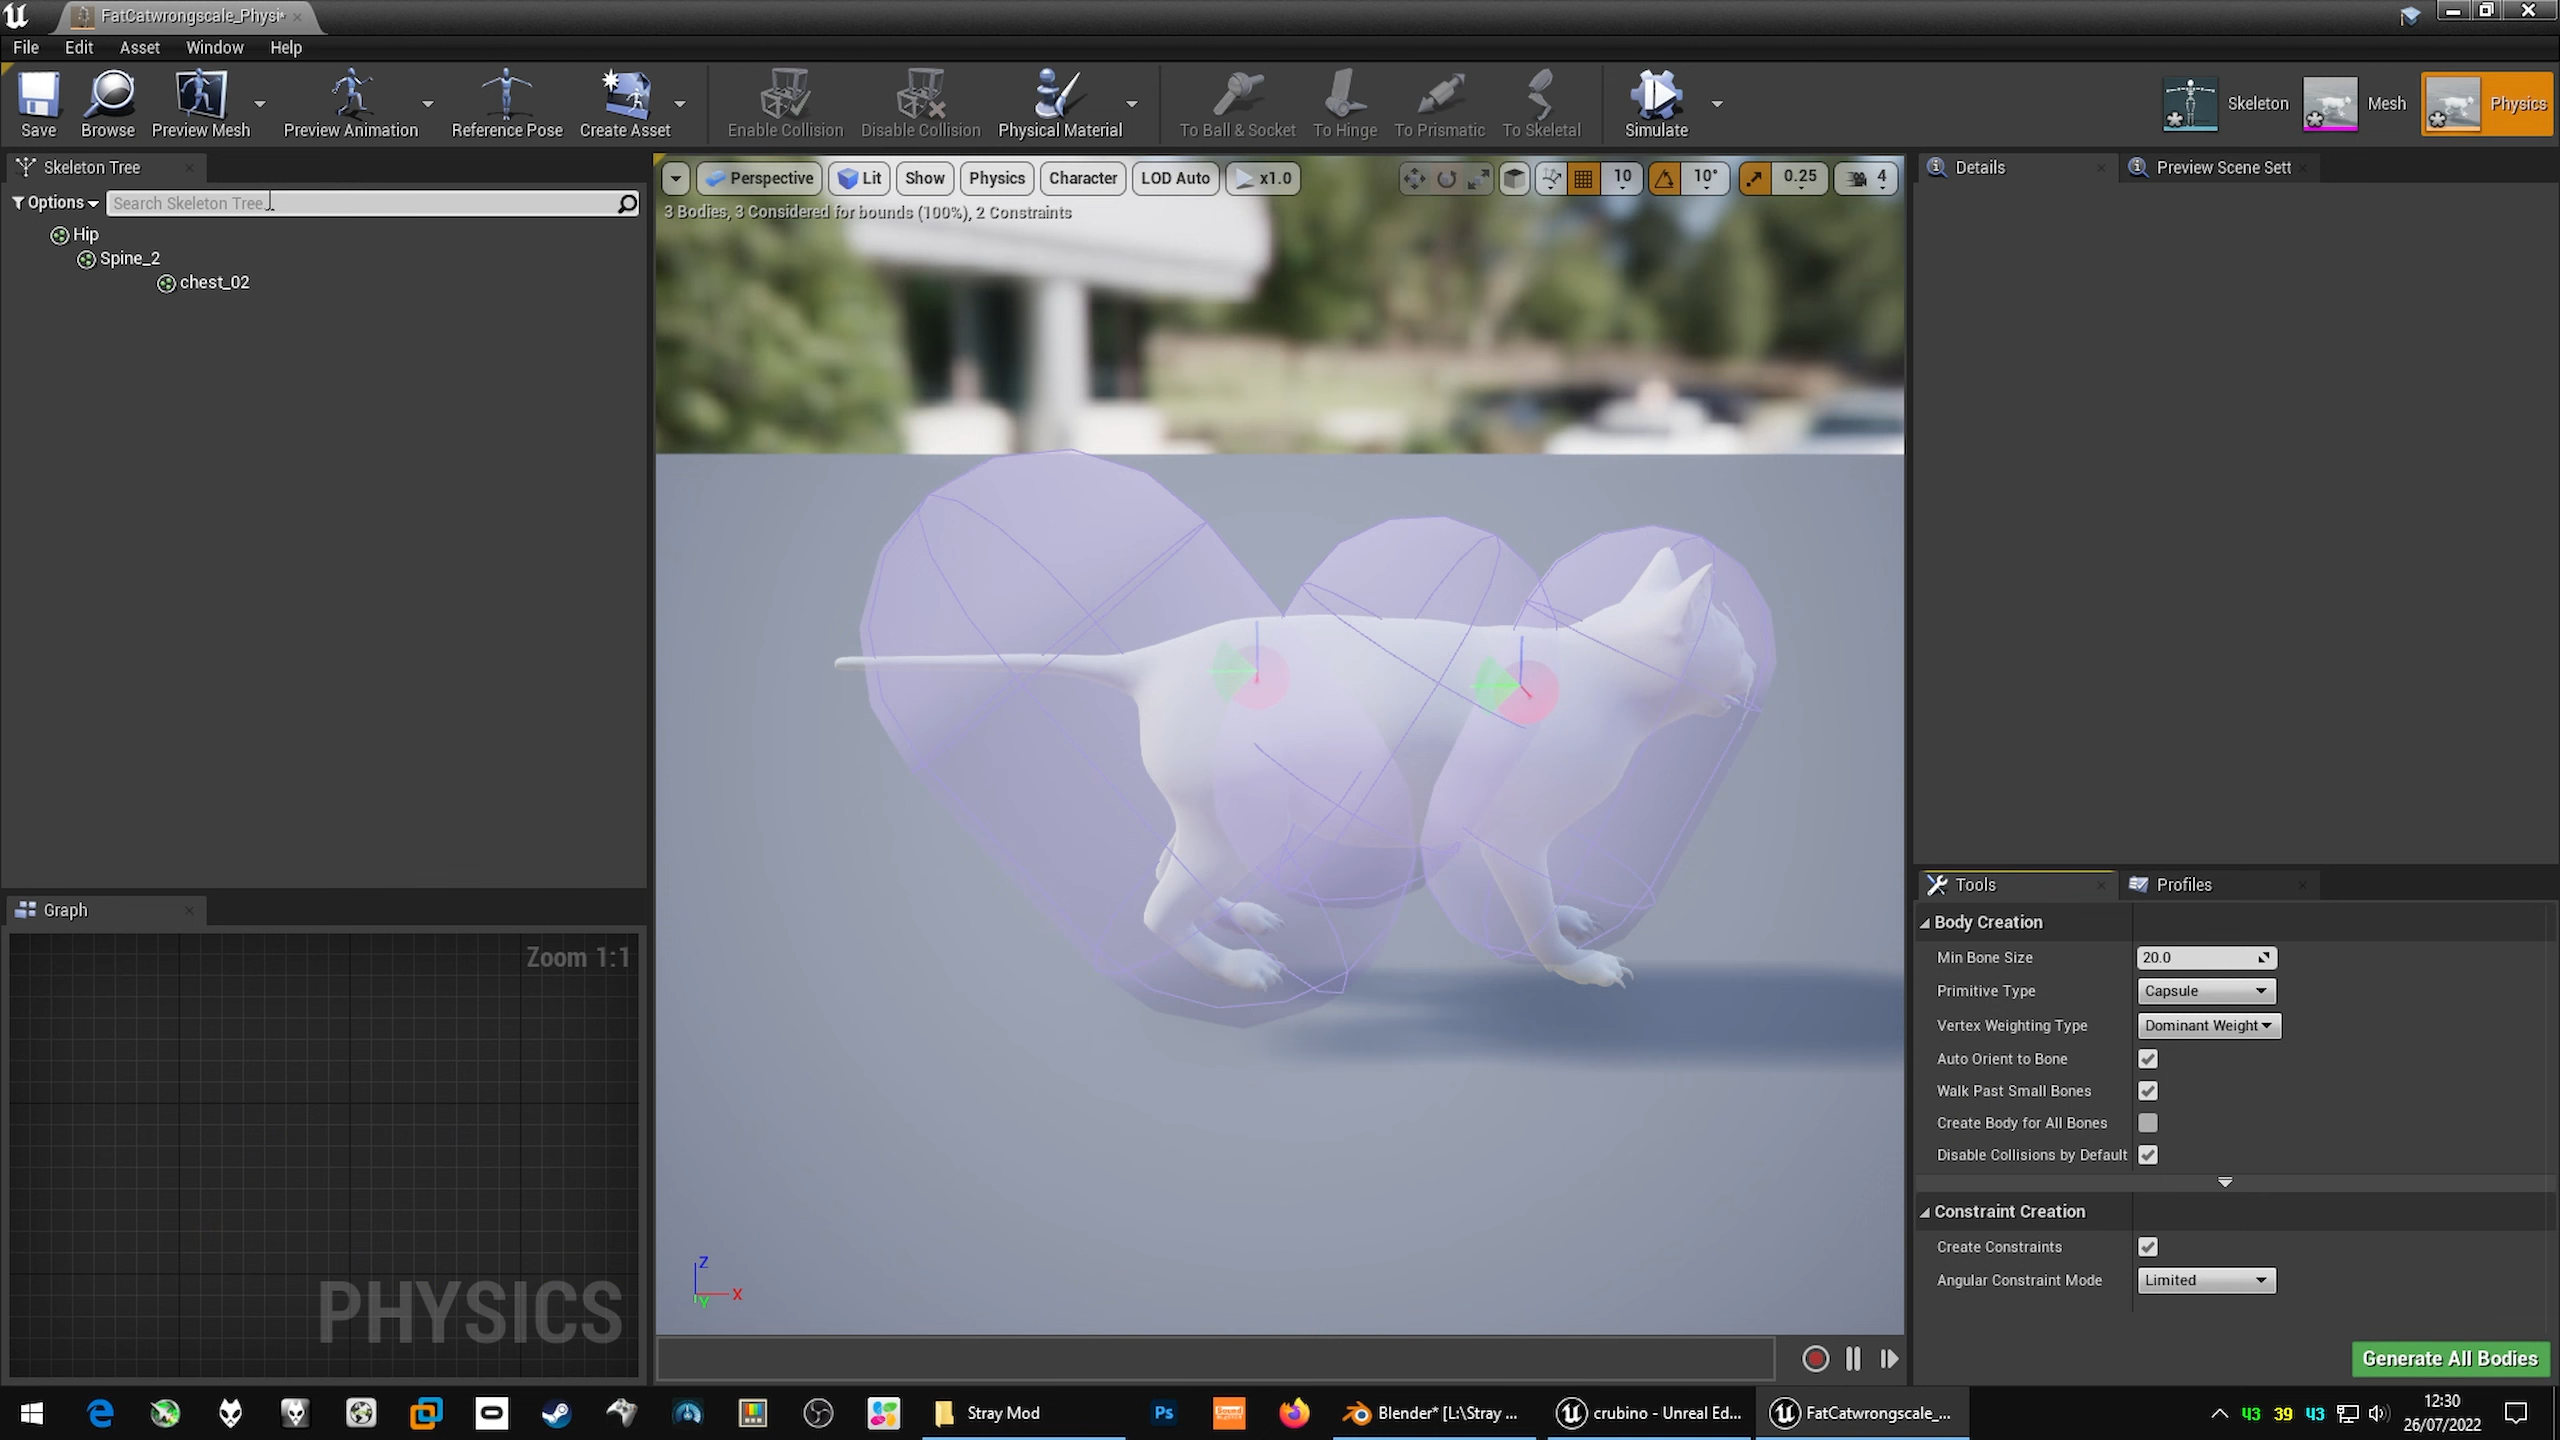 FatCatwrongscale_Physi*
File Edit Asset Window Help
Save Browse Preview Mesh Preview Animation Reference Pose Create Asset Enable Collision Disable Collision Physical Material To Ball & Socket To Hinge To Prismatic To Skeletal Simulate Skeleton Mesh Physics
Skeleton Tree
Options Search Skeleton Tree...
Hip
Spine_2
chest_02
Perspective Lit Show Physics Character LOD Auto x1.0 10 10° 0.25 4
3 Bodies, 3 Considered for bounds (100%), 2 Constraints
Z
X
Y
Graph
Zoom 1:1
PHYSICS
Details Preview Scene Sett
Tools Profiles
Body Creation
Min Bone Size 20.0
Primitive Type Capsule
Vertex Weighting Type Dominant Weight
Auto Orient to Bone
Walk Past Small Bones
Create Body for All Bones
Disable Collisions by Default
Constraint Creation
Create Constraints
Angular Constraint Mode Limited
Generate All Bodies
Stray Mod Ps Blender* [L:\Stray ... crubino - Unreal Ed... FatCatwrongscale_... 43 39 43 12:30
26/07/2022